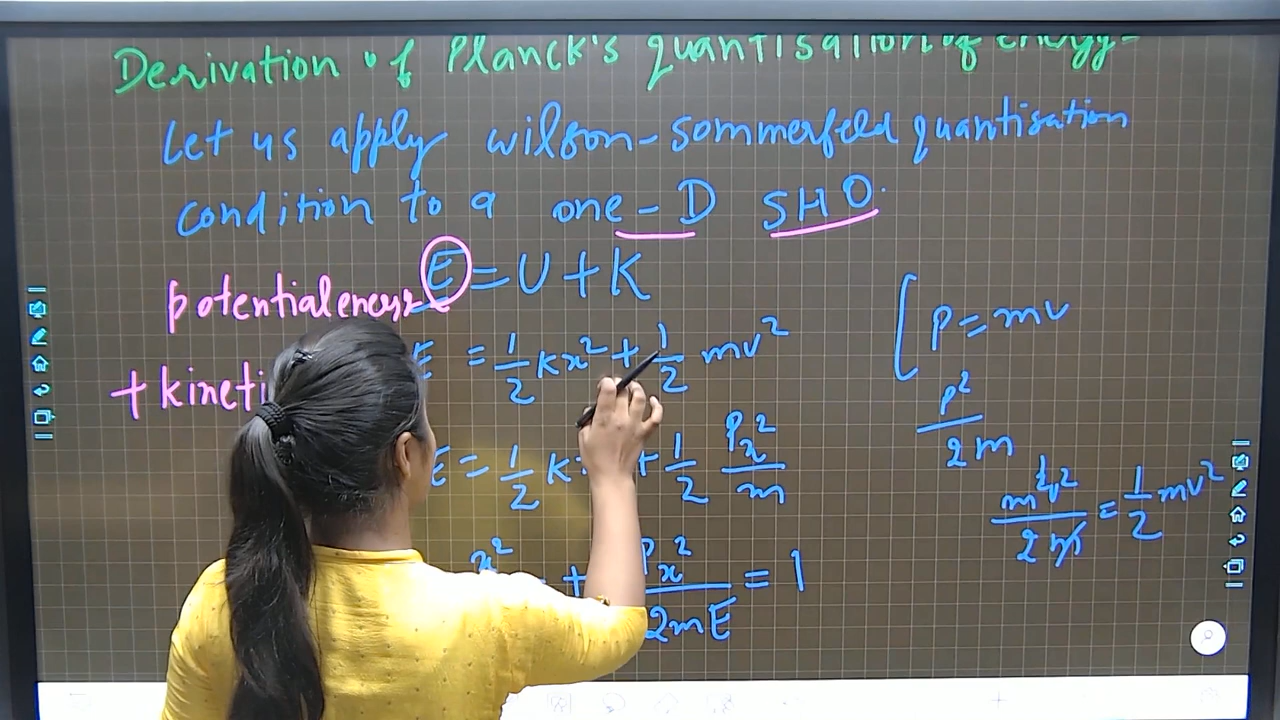 Derivation of Planck's quantisation of energy-
Let us apply wilson-sommerfeld quantisation
condition to a one-D SHO.
potential energy E = U + K
E = 1/2 kx² + 1/2 mv²
+ kineti
E = 1/2 k + 1/2 Px²/m
x² + Px²/2mE = 1
[ P = mv
P²/2m
m²v²/2m = 1/2 mv²